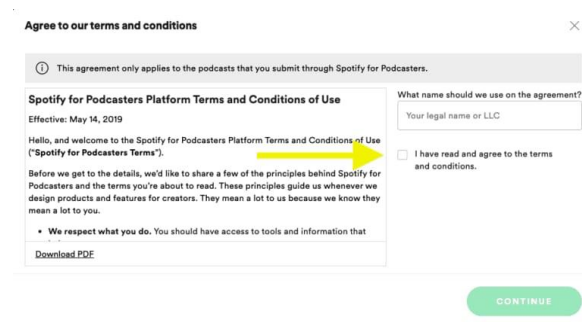 Agree to our terms and conditions
This agreement only applies to the podcasts that you submit through Spotify for Podcasters.
Spotify for Podcasters Platform Terms and Conditions of Use
Effective: May 14, 2019
Hello, and welcome to the Spotify for Podcasters Platform Terms and Conditions of Use
("Spotify for Podcasters Terms").
Before we get to the details, we'd like to share a few of the principles behind Spotify for
Podcasters and the terms you're about to read. These principles guide us whenever we
design products and features for creators. They mean a lot to us because we know they
mean a lot to you.
• We respect what you do. You should have access to tools and information that
Download PDF
What name should we use on the agreement?
Your legal name or LLC
I have read and agree to the terms
and conditions.
CONTINUE